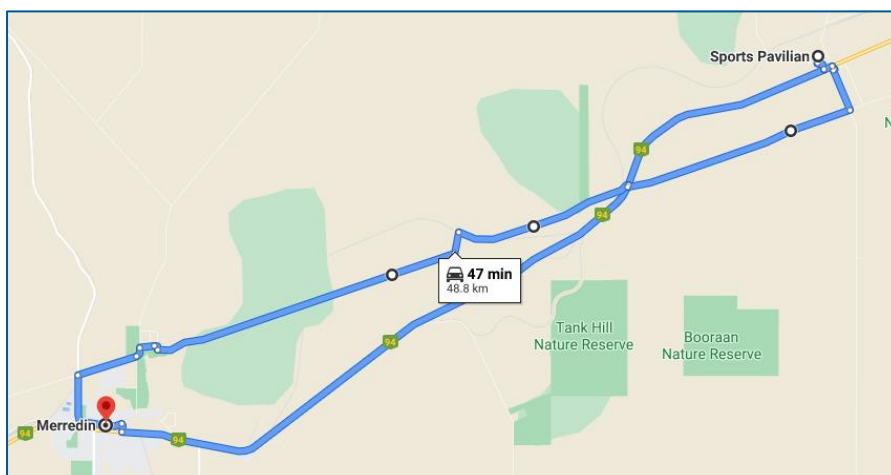 Sports Pavilian
N
94
94
47 min
48.8 km
Tank Hill
Nature Reserve
Booraan
Nature Reserve
94
Merredin
94
94